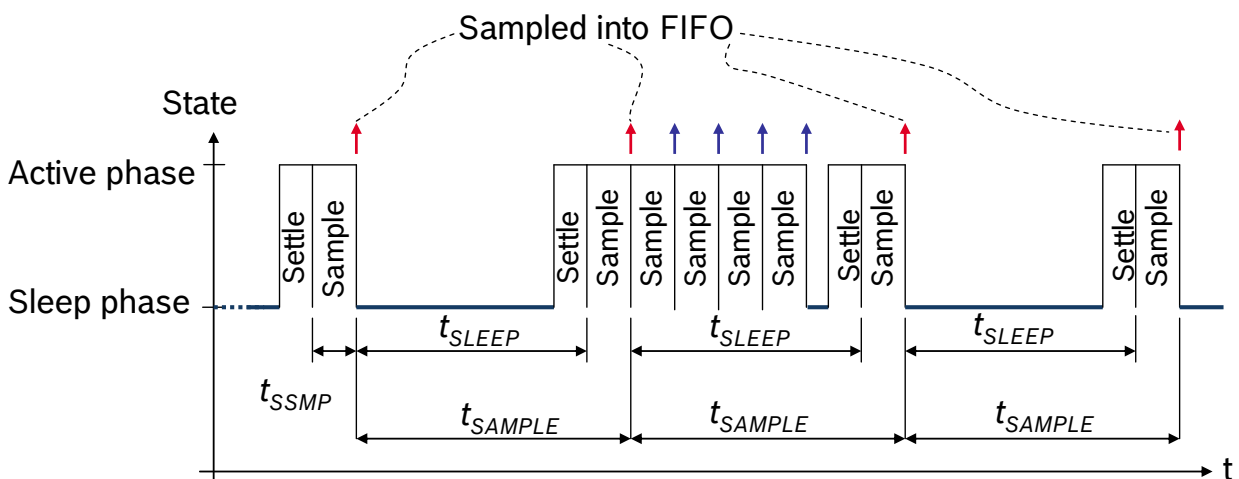 Sampled into FIFO
State
Active phase
Settle
Sample
Settle
Sample
Sample
Sample
Sample
Sample
Settle
Sample
Settle
Sample
Sleep phase
tSLEEP
tSLEEP
tSLEEP
tSSMP
tSAMPLE
tSAMPLE
tSAMPLE
t